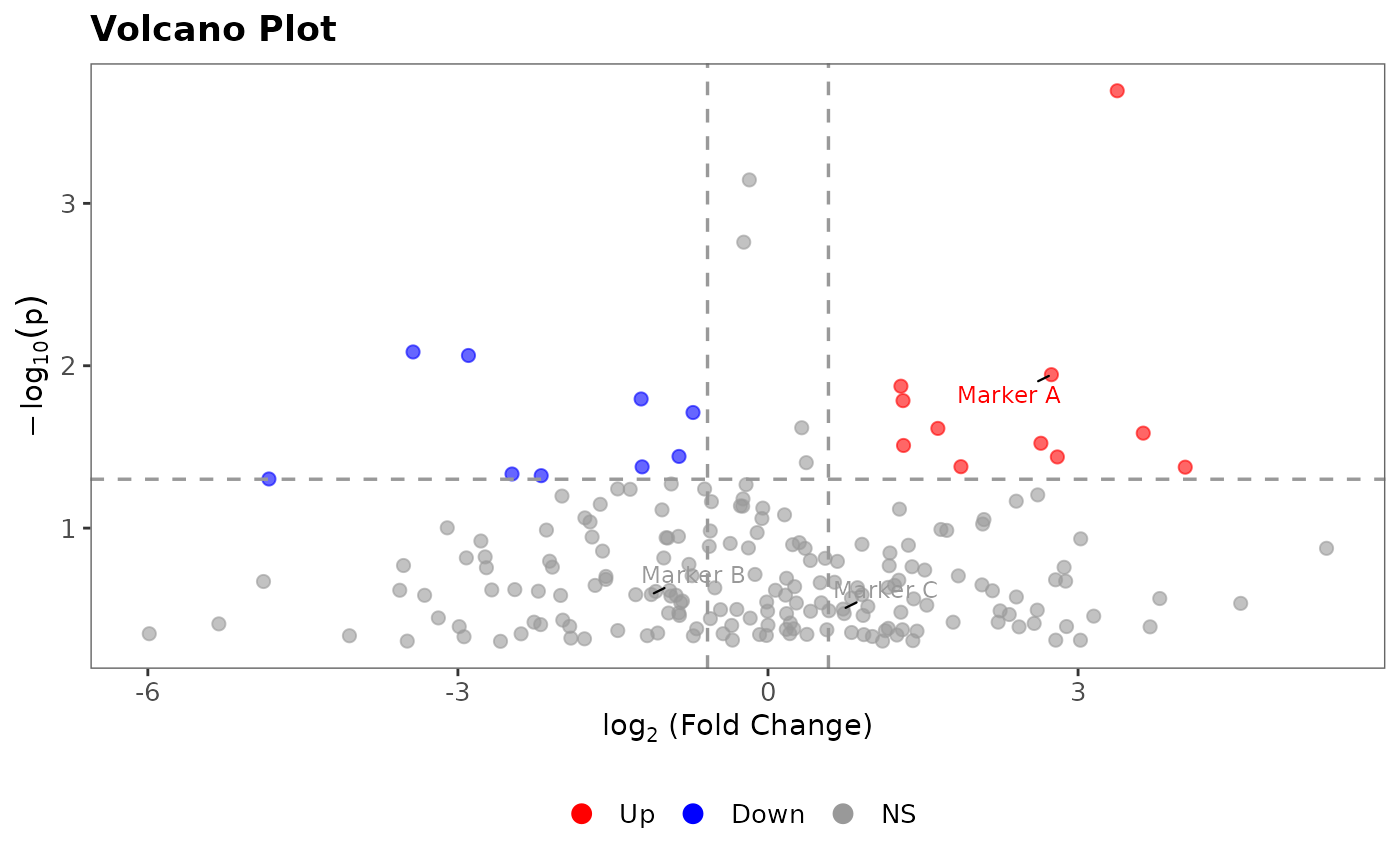 Volcano Plot
3
2
1
− log₁₀(p)
Marker A
Marker B
Marker C
-6 -3 0 3
log₂ (Fold Change)
Up Down NS